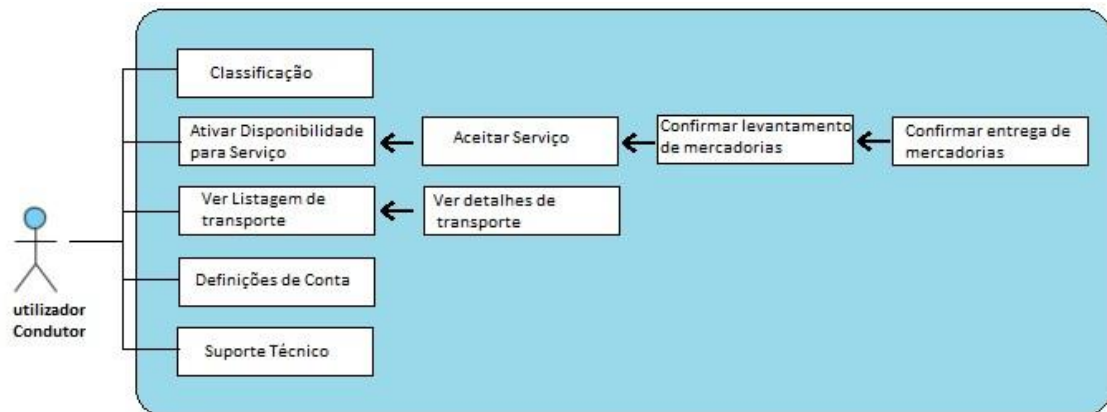 Classificação
Ativar Disponibilidade
para Serviço
Aceitar Serviço
Confirmar levantamento
de mercadorias
Confirmar entrega de
mercadorias
Ver Listagem de
transporte
Ver detalhes de
transporte
Definições de Conta
Suporte Técnico
utilizador
Condutor